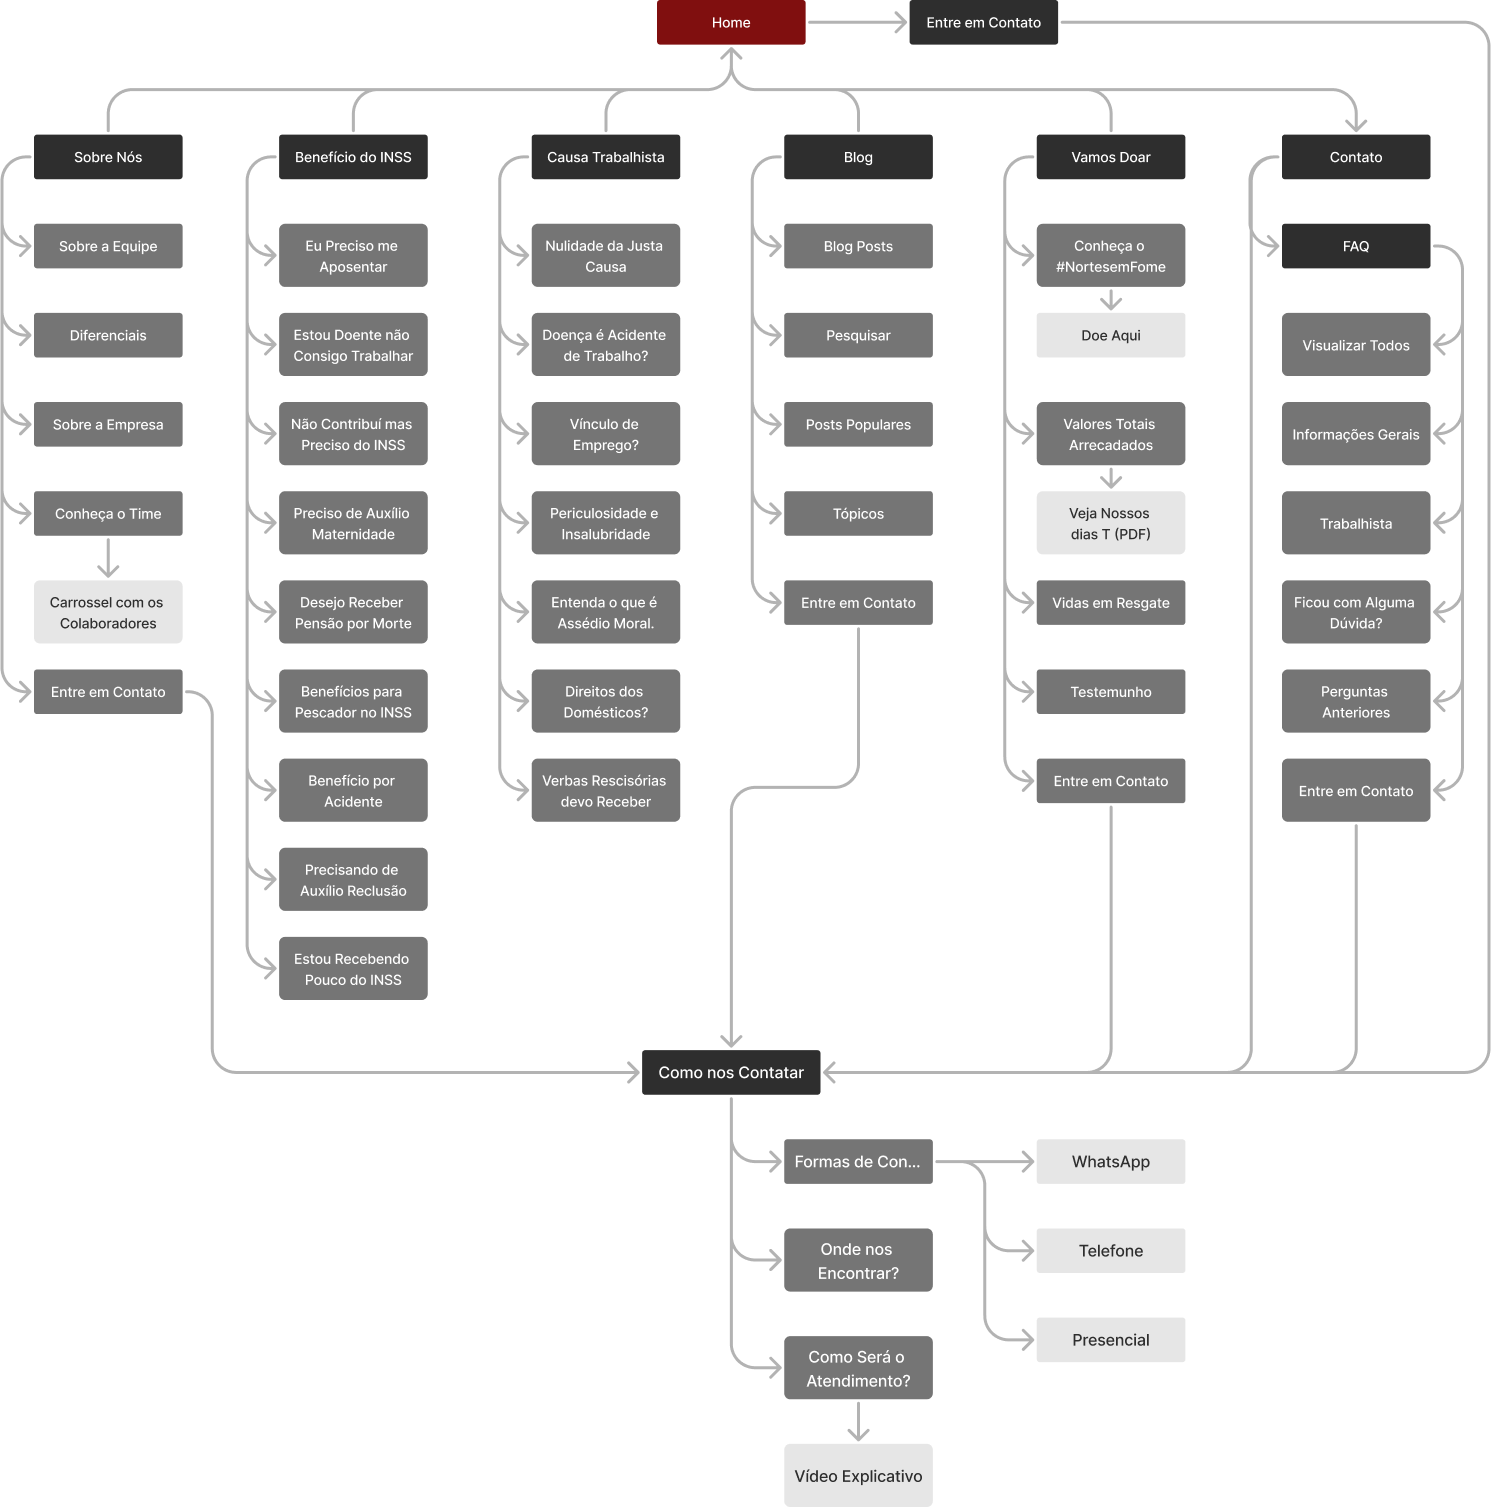 Home
Entre em Contato
Sobre Nós
Benefício do INSS
Causa Trabalhista
Blog
Vamos Doar
Contato
Sobre a Equipe
Diferenciais
Sobre a Empresa
Conheça o Time
Carrossel com os
Colaboradores
Entre em Contato
Eu Preciso me
Aposentar
Estou Doente não
Consigo Trabalhar
Não Contribuí mas
Preciso do INSS
Preciso de Auxílio
Maternidade
Desejo Receber
Pensão por Morte
Benefícios para
Pescador no INSS
Benefício por
Acidente
Precisando de
Auxílio Reclusão
Estou Recebendo
Pouco do INSS
Nulidade da Justa
Causa
Doença é Acidente
de Trabalho?
Vínculo de
Emprego?
Periculosidade e
Insalubridade
Entenda o que é
Assédio Moral.
Direitos dos
Domésticos?
Verbas Rescisórias
devo Receber
Blog Posts
Pesquisar
Posts Populares
Tópicos
Entre em Contato
Conheça o
#NortesemFome
Doe Aqui
Valores Totais
Arrecadados
Veja Nossos
dias T (PDF)
Vidas em Resgate
Testemunho
Entre em Contato
FAQ
Visualizar Todos
Informações Gerais
Trabalhista
Ficou com Alguma
Dúvida?
Perguntas
Anteriores
Entre em Contato
Como nos Contatar
Formas de Con...
WhatsApp
Telefone
Presencial
Onde nos
Encontrar?
Como Será o
Atendimento?
Vídeo Explicativo